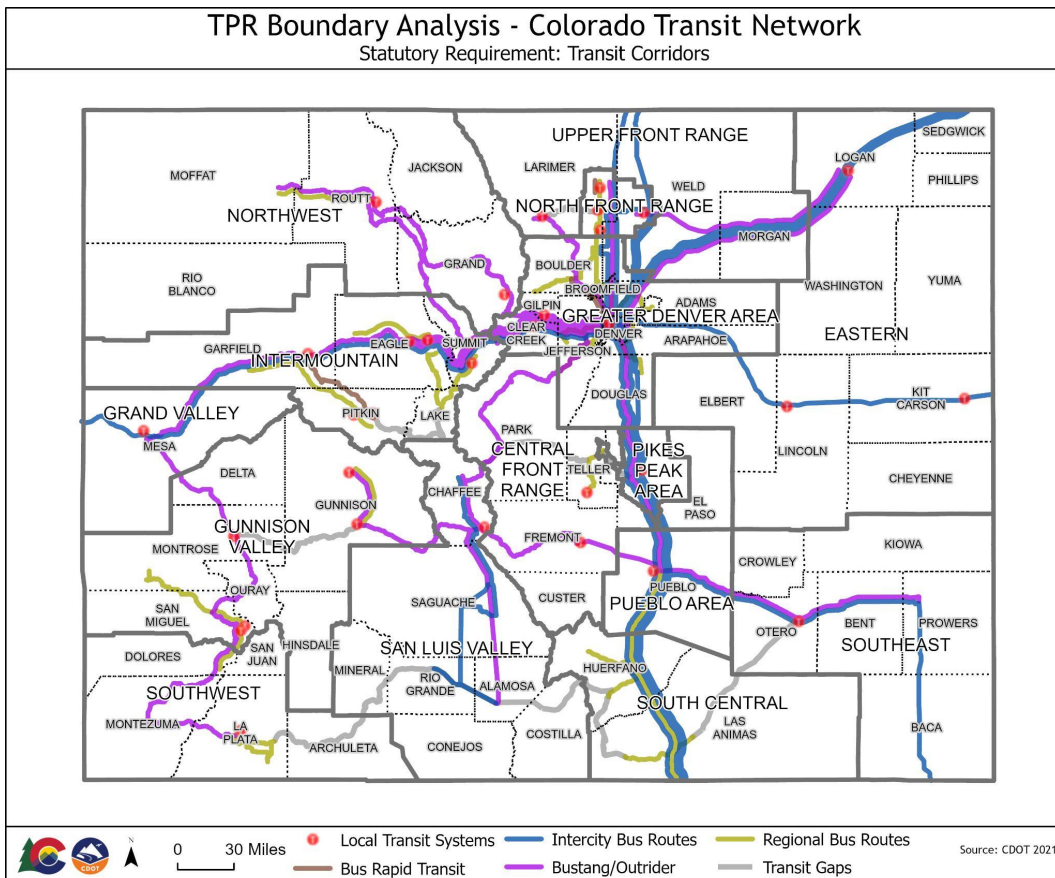 TPR Boundary Analysis - Colorado Transit Network
Statutory Requirement: Transit Corridors
UPPER FRONT RANGE
SEDGWICK
LOGAN
JACKSON
LARIMER
MOFFAT
PHILLIPS
WELD
ROUTT
NORTH FRONT RANGE
NORTHWEST
MORGAN
GRAND
BOULDER
RIO
BLANCO
WASHINGTON
YUMA
BROOMFIELD
ADAMS
GILPIN
GREATER DENVER AREA
CLEAR
CREEK
DENVER
EASTERN
EAGLE
SUMMIT
ARAPAHOE
GARFIELD
JEFFERSON
INTERMOUNTAIN
DOUGLAS
KIT
CARSON
ELBERT
PITKIN
LAKE
GRAND VALLEY
PARK
MESA
CENTRAL
FRONT
RANGE
PIKES
PEAK
AREA
LINCOLN
TELLER
DELTA
CHEYENNE
CHAFFEE
GUNNISON
EL
PASO
GUNNISON
VALLEY
FREMONT
MONTROSE
KIOWA
CROWLEY
OURAY
PUEBLO
SAGUACHE
CUSTER
PUEBLO AREA
SAN
MIGUEL
BENT
PROWERS
OTERO
SOUTHEAST
HINSDALE
SAN
JUAN
DOLORES
SAN LUIS VALLEY
MINERAL
HUERFANO
RIO
GRANDE
ALAMOSA
SOUTHWEST
SOUTH CENTRAL
MONTEZUMA
LA
PLATA
LAS
ANIMAS
BACA
COSTILLA
ARCHULETA
CONEJOS
CDOT
N
0 30 Miles
Local Transit Systems
Intercity Bus Routes
Regional Bus Routes
Source: CDOT 2021
Bus Rapid Transit
Bustang/Outrider
Transit Gaps